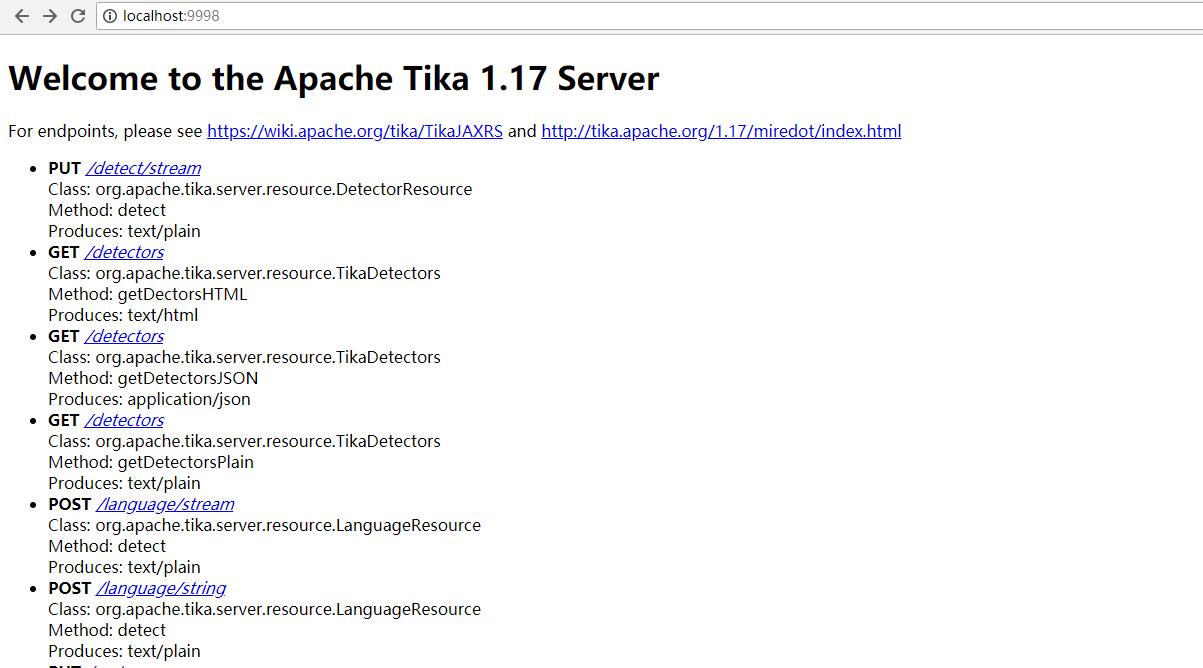 localhost:9998
Welcome to the Apache Tika 1.17 Server
For endpoints, please see https://wiki.apache.org/tika/TikaJAXRS and http://tika.apache.org/1.17/miredot/index.html
• PUT /detect/stream
Class: org.apache.tika.server.resource.DetectorResource
Method: detect
Produces: text/plain
• GET /detectors
Class: org.apache.tika.server.resource.TikaDetectors
Method: getDectorsHTML
Produces: text/html
• GET /detectors
Class: org.apache.tika.server.resource.TikaDetectors
Method: getDetectorsJSON
Produces: application/json
• GET /detectors
Class: org.apache.tika.server.resource.TikaDetectors
Method: getDetectorsPlain
Produces: text/plain
• POST /language/stream
Class: org.apache.tika.server.resource.LanguageResource
Method: detect
Produces: text/plain
• POST /language/string
Class: org.apache.tika.server.resource.LanguageResource
Method: detect
Produces: text/plain